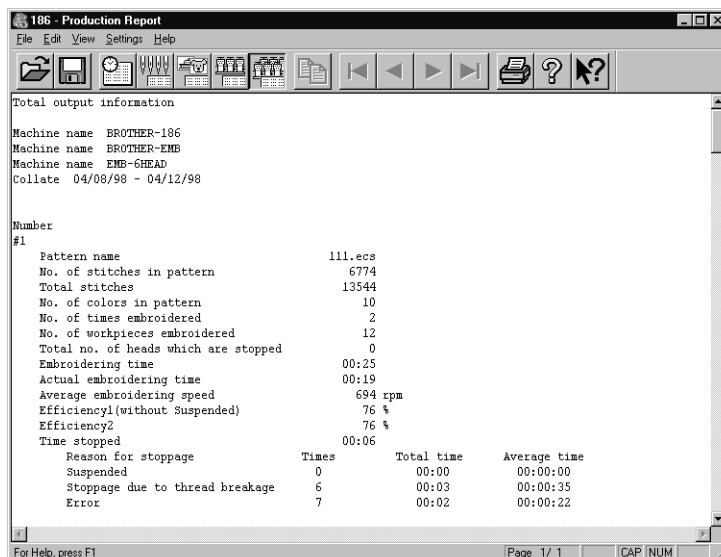 186 - Production Report
File Edit View Settings Help
Total output information
Machine name BROTHER-186
Machine name BROTHER-EMB
Machine name EMB-6HEAD
Collate 04/08/98 - 04/12/98
Number
#1
Pattern name 111.ecs
No. of stitches in pattern 6774
Total stitches 13544
No. of colors in pattern 10
No. of times embroidered 2
No. of workpieces embroidered 12
Total no. of heads which are stopped 0
Embroidering time 00:25
Actual embroidering time 00:19
Average embroidering speed 694 rpm
Efficiency1(without Suspended) 76 %
Efficiency2 76 %
Time stopped 00:06
Reason for stoppage Times Total time Average time
Suspended 0 00:00 00:00:00
Stoppage due to thread breakage 6 00:03 00:00:35
Error 7 00:02 00:00:22
For Help, press F1 Page 1/ 1 CAP NUM